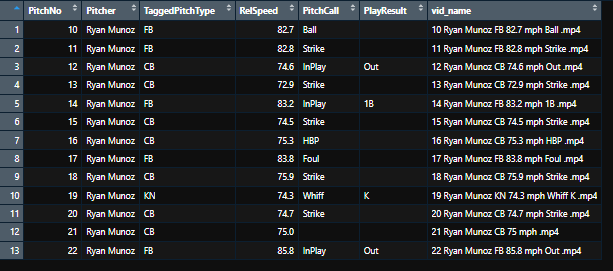 PitchNo Pitcher TaggedPitchType RelSpeed PitchCall PlayResult vid_name
1 10 Ryan Munoz FB 82.7 Ball 10 Ryan Munoz FB 82.7 mph Ball .mp4
2 11 Ryan Munoz FB 82.8 Strike 11 Ryan Munoz FB 82.8 mph Strike .mp4
3 12 Ryan Munoz CB 74.6 InPlay Out 12 Ryan Munoz CB 74.6 mph Out .mp4
4 13 Ryan Munoz CB 72.9 Strike 13 Ryan Munoz CB 72.9 mph Strike .mp4
5 14 Ryan Munoz FB 83.2 InPlay 1B 14 Ryan Munoz FB 83.2 mph 1B .mp4
6 15 Ryan Munoz CB 74.5 Strike 15 Ryan Munoz CB 74.5 mph Strike .mp4
7 16 Ryan Munoz CB 75.3 HBP 16 Ryan Munoz CB 75.3 mph HBP .mp4
8 17 Ryan Munoz FB 83.8 Foul 17 Ryan Munoz FB 83.8 mph Foul .mp4
9 18 Ryan Munoz CB 75.9 Strike 18 Ryan Munoz CB 75.9 mph Strike .mp4
10 19 Ryan Munoz KN 74.3 Whiff K 19 Ryan Munoz KN 74.3 mph Whiff K .mp4
11 20 Ryan Munoz CB 74.7 Strike 20 Ryan Munoz CB 74.7 mph Strike .mp4
12 21 Ryan Munoz CB 75.0 21 Ryan Munoz CB 75 mph .mp4
13 22 Ryan Munoz FB 85.8 InPlay Out 22 Ryan Munoz FB 85.8 mph Out .mp4